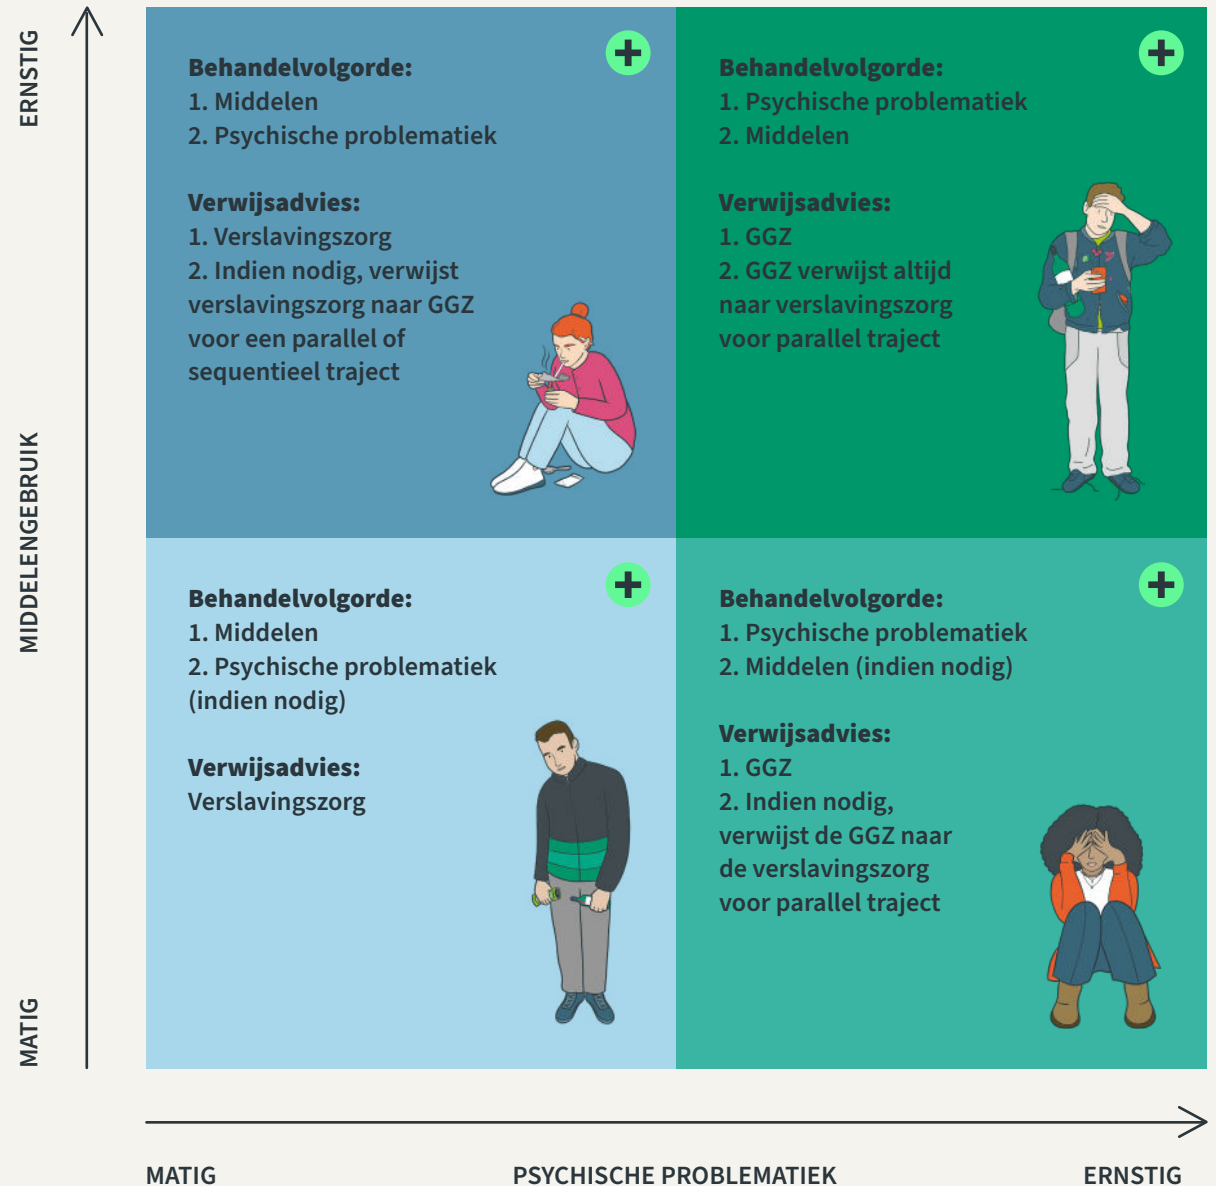 ERNSTIG
MIDDELENGEBRUIK
MATIG
Behandelvolgorde:
1. Middelen
2. Psychische problematiek
Verwijsadvies:
1. Verslavingszorg
2. Indien nodig, verwijst
verslavingszorg naar GGZ
voor een parallel of
sequentieel traject
Behandelvolgorde:
1. Psychische problematiek
2. Middelen
Verwijsadvies:
1. GGZ
2. GGZ verwijst altijd
naar verslavingszorg
voor parallel traject
Behandelvolgorde:
1. Middelen
2. Psychische problematiek
(indien nodig)
Verwijsadvies:
Verslavingszorg
Behandelvolgorde:
1. Psychische problematiek
2. Middelen (indien nodig)
Verwijsadvies:
1. GGZ
2. Indien nodig,
verwijst de GGZ naar
de verslavingszorg
voor parallel traject
MATIG
PSYCHISCHE PROBLEMATIEK
ERNSTIG